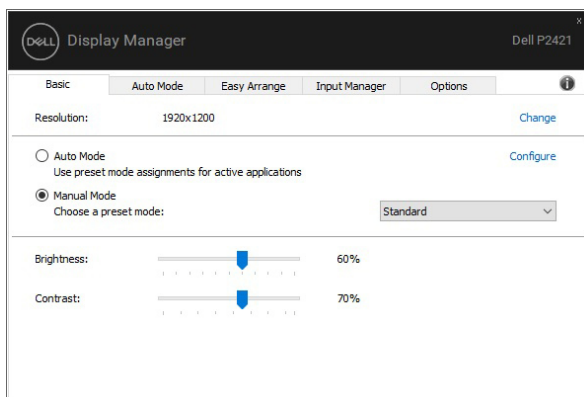 DELL Display Manager
Dell P2421
Basic
Auto Mode
Easy Arrange
Input Manager
Options
Resolution: 1920x1200 Change
Auto Mode Configure
Use preset mode assignments for active applications
Manual Mode
Choose a preset mode: Standard
Brightness: 60%
Contrast: 70%